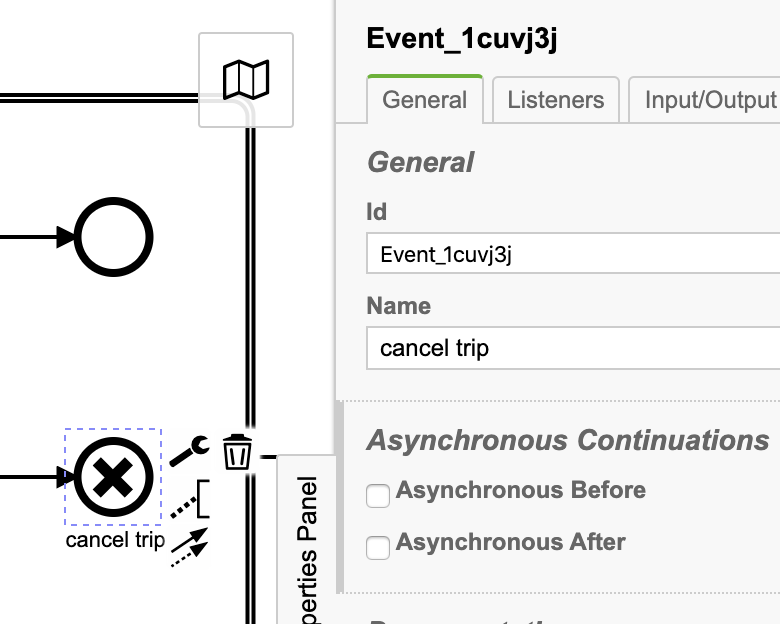 Event_1cuvj3j
General
Listeners
Input/Output
General
Id
Event_1cuvj3j
Name
cancel trip
Asynchronous Continuations
Asynchronous Before
Asynchronous After
cancel trip
perties Panel